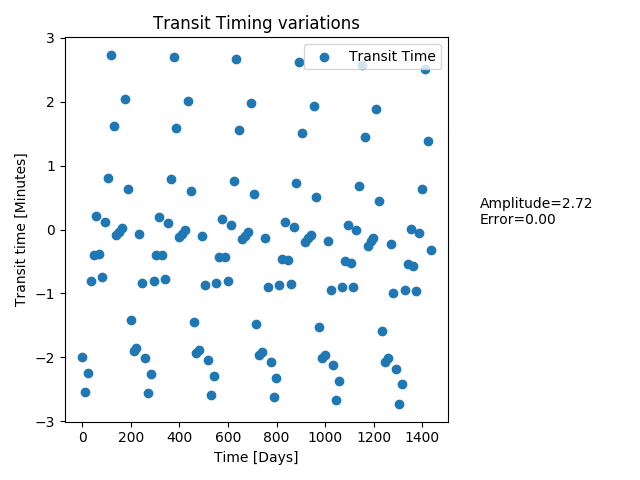 Transit Timing variations
Transit Time
3
2
1
0
−1
−2
−3
Transit time [Minutes]
0 200 400 600 800 1000 1200 1400
Time [Days]
Amplitude=2.72
Error=0.00